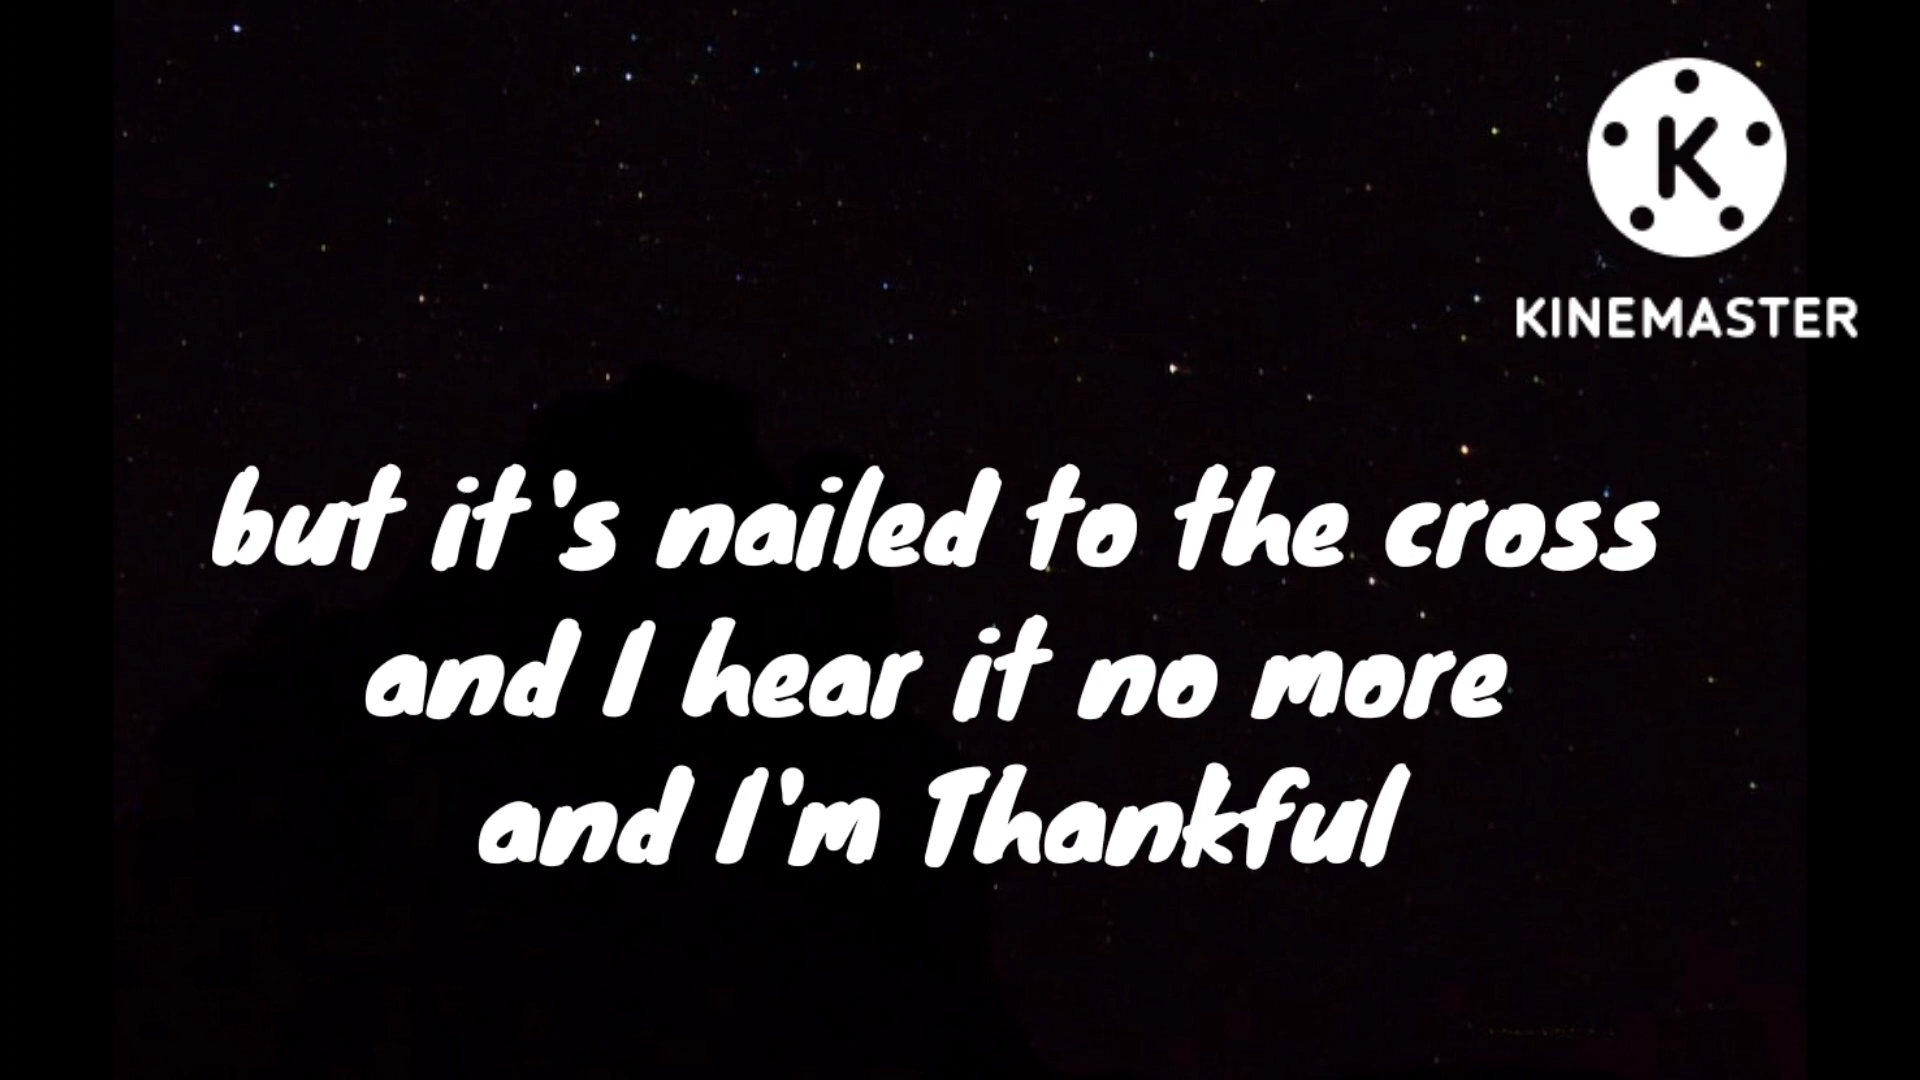 K
KINEMASTER
but it's nailed to the cross
and I hear it no more
and I'm Thankful